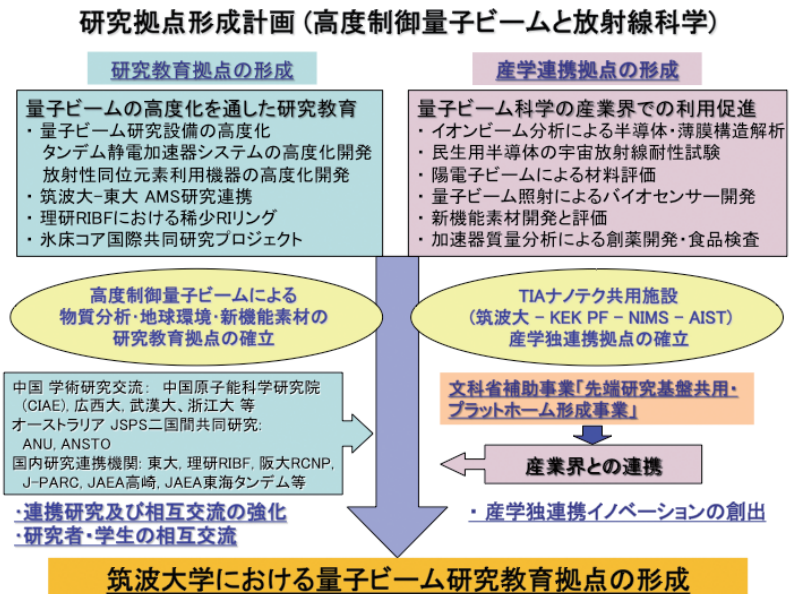 研究拠点形成計画 (高度制御量子ビームと放射線科学)
研究教育拠点の形成
量子ビームの高度化を通した研究教育
・ 量子ビーム研究設備の高度化
タンデム静電加速器システムの高度化開発
放射性同位元素利用機器の高度化開発
・ 筑波大-東大 AMS研究連携
・ 理研RIBFにおける稀少RIリング
・ 氷床コア国際共同研究プロジェクト
産学連携拠点の形成
量子ビーム科学の産業界での利用促進
・ イオンビーム分析による半導体・薄膜構造解析
・ 民生用半導体の宇宙放射線耐性試験
・ 陽電子ビームによる材料評価
・ 量子ビーム照射によるバイオセンサー開発
・ 新機能素材開発と評価
・ 加速器質量分析による創薬開発・食品検査
高度制御量子ビームによる
物質分析・地球環境・新機能素材の
研究教育拠点の確立
TIAナノテク共用施設
(筑波大 − KEK PF − NIMS − AIST)
産学独連携拠点の確立
中国 学術研究交流： 中国原子能科学研究院
(CIAE), 広西大, 武漢大、浙江大 等
オーストラリア JSPS二国間共同研究:
ANU, ANSTO
国内研究連携機関: 東大, 理研RIBF, 阪大RCNP,
J-PARC, JAEA高崎, JAEA東海タンデム等
・連携研究及び相互交流の強化
・研究者・学生の相互交流
文科省補助事業｢先端研究基盤共用・
プラットホーム形成事業｣
産業界との連携
・ 産学独連携イノベーションの創出
筑波大学における量子ビーム研究教育拠点の形成